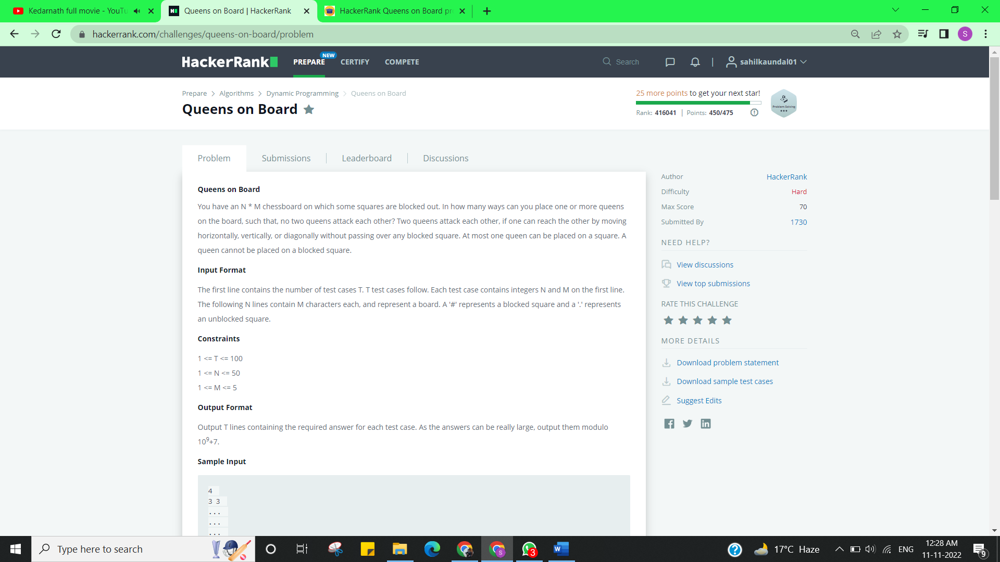 Kedarnath full movie - YouTu
Queens on Board | HackerRank
HackerRank Queens on Board pr
hackerrank.com/challenges/queens-on-board/problem
S
HackerRank
PREPARE
NEW
CERTIFY
COMPETE
Search
sahilkaundal01
Prepare > Algorithms > Dynamic Programming > Queens on Board
Queens on Board
25 more points to get your next star!
Rank: 416041 | Points: 450/475
Problem Solving
Problem
Submissions
Leaderboard
Discussions
Queens on Board
You have an N * M chessboard on which some squares are blocked out. In how many ways can you place one or more queens
on the board, such that, no two queens attack each other? Two queens attack each other, if one can reach the other by moving
horizontally, vertically, or diagonally without passing over any blocked square. At most one queen can be placed on a square. A
queen cannot be placed on a blocked square.
Input Format
The first line contains the number of test cases T. T test cases follow. Each test case contains integers N and M on the first line.
The following N lines contain M characters each, and represent a board. A '#' represents a blocked square and a '.' represents
an unblocked square.
Constraints
1 <= T <= 100
1 <= N <= 50
1 <= M <= 5
Output Format
Output T lines containing the required answer for each test case. As the answers can be really large, output them modulo
10⁹+7.
Sample Input
4
3 3
...
...
...
Author HackerRank
Difficulty Hard
Max Score 70
Submitted By 1730
NEED HELP?
View discussions
View top submissions
RATE THIS CHALLENGE
MORE DETAILS
Download problem statement
Download sample test cases
Suggest Edits
Type here to search
3
17°C Haze
ENG
12:28 AM
11-11-2022
9